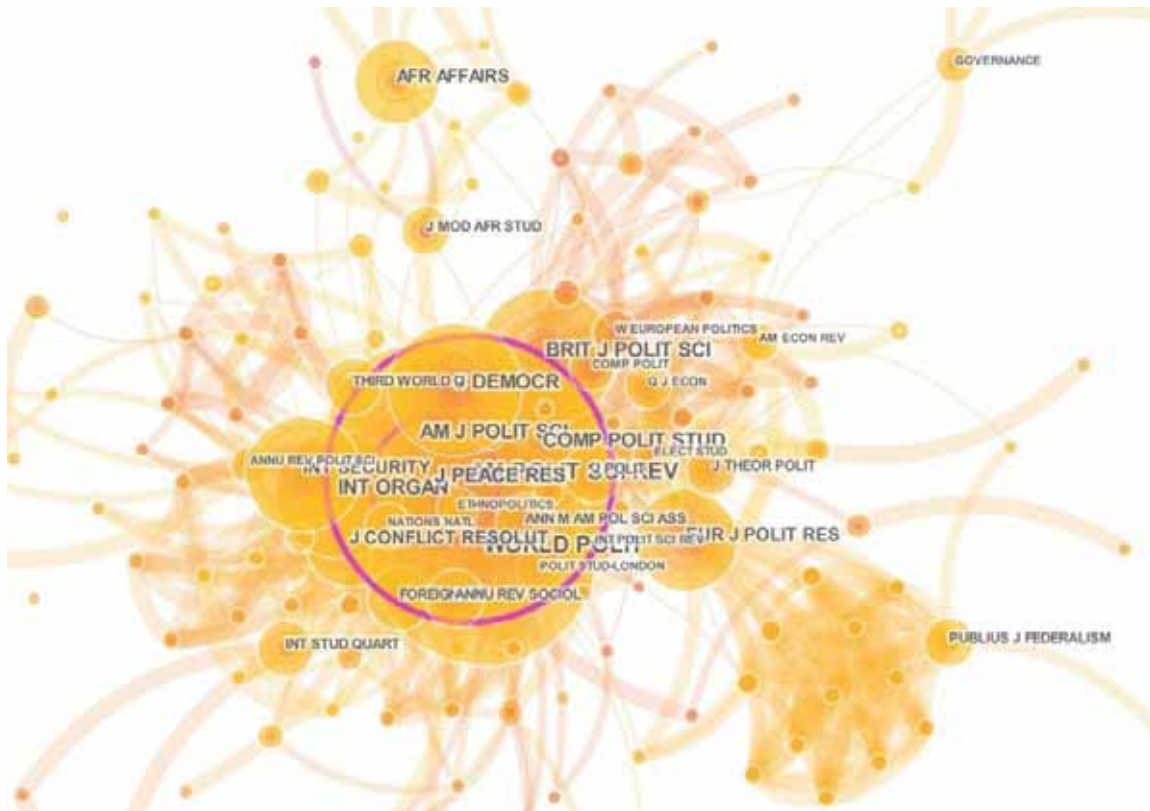 AFR AFFAIRS
GOVERNANCE
J MOD AFR STUD
W EUROPEAN POLITICS
AM ECON REV
BRIT J POLIT SCI
COMP POLIT
THIRD WORLD Q
DEMOCR
Q J ECON
AM J POLIT SCI
COMP POLIT STUD
ELECT STUD
ANNU REV POLIT SCI
INT SECURITY
J PEACE RES
SCI REV
J THEOR POLIT
INT ORGAN
ETHNOPOLITICS
NATIONS NATL
ANN M AM POL SCI ASS
J CONFLICT RESOLUT
WORLD POLIT
INT POLIT SCI REV
EUR J POLIT RES
POLIT STUD-LONDON
ANNU REV SOCIOL
INT STUD QUART
PUBLIUS J FEDERALISM